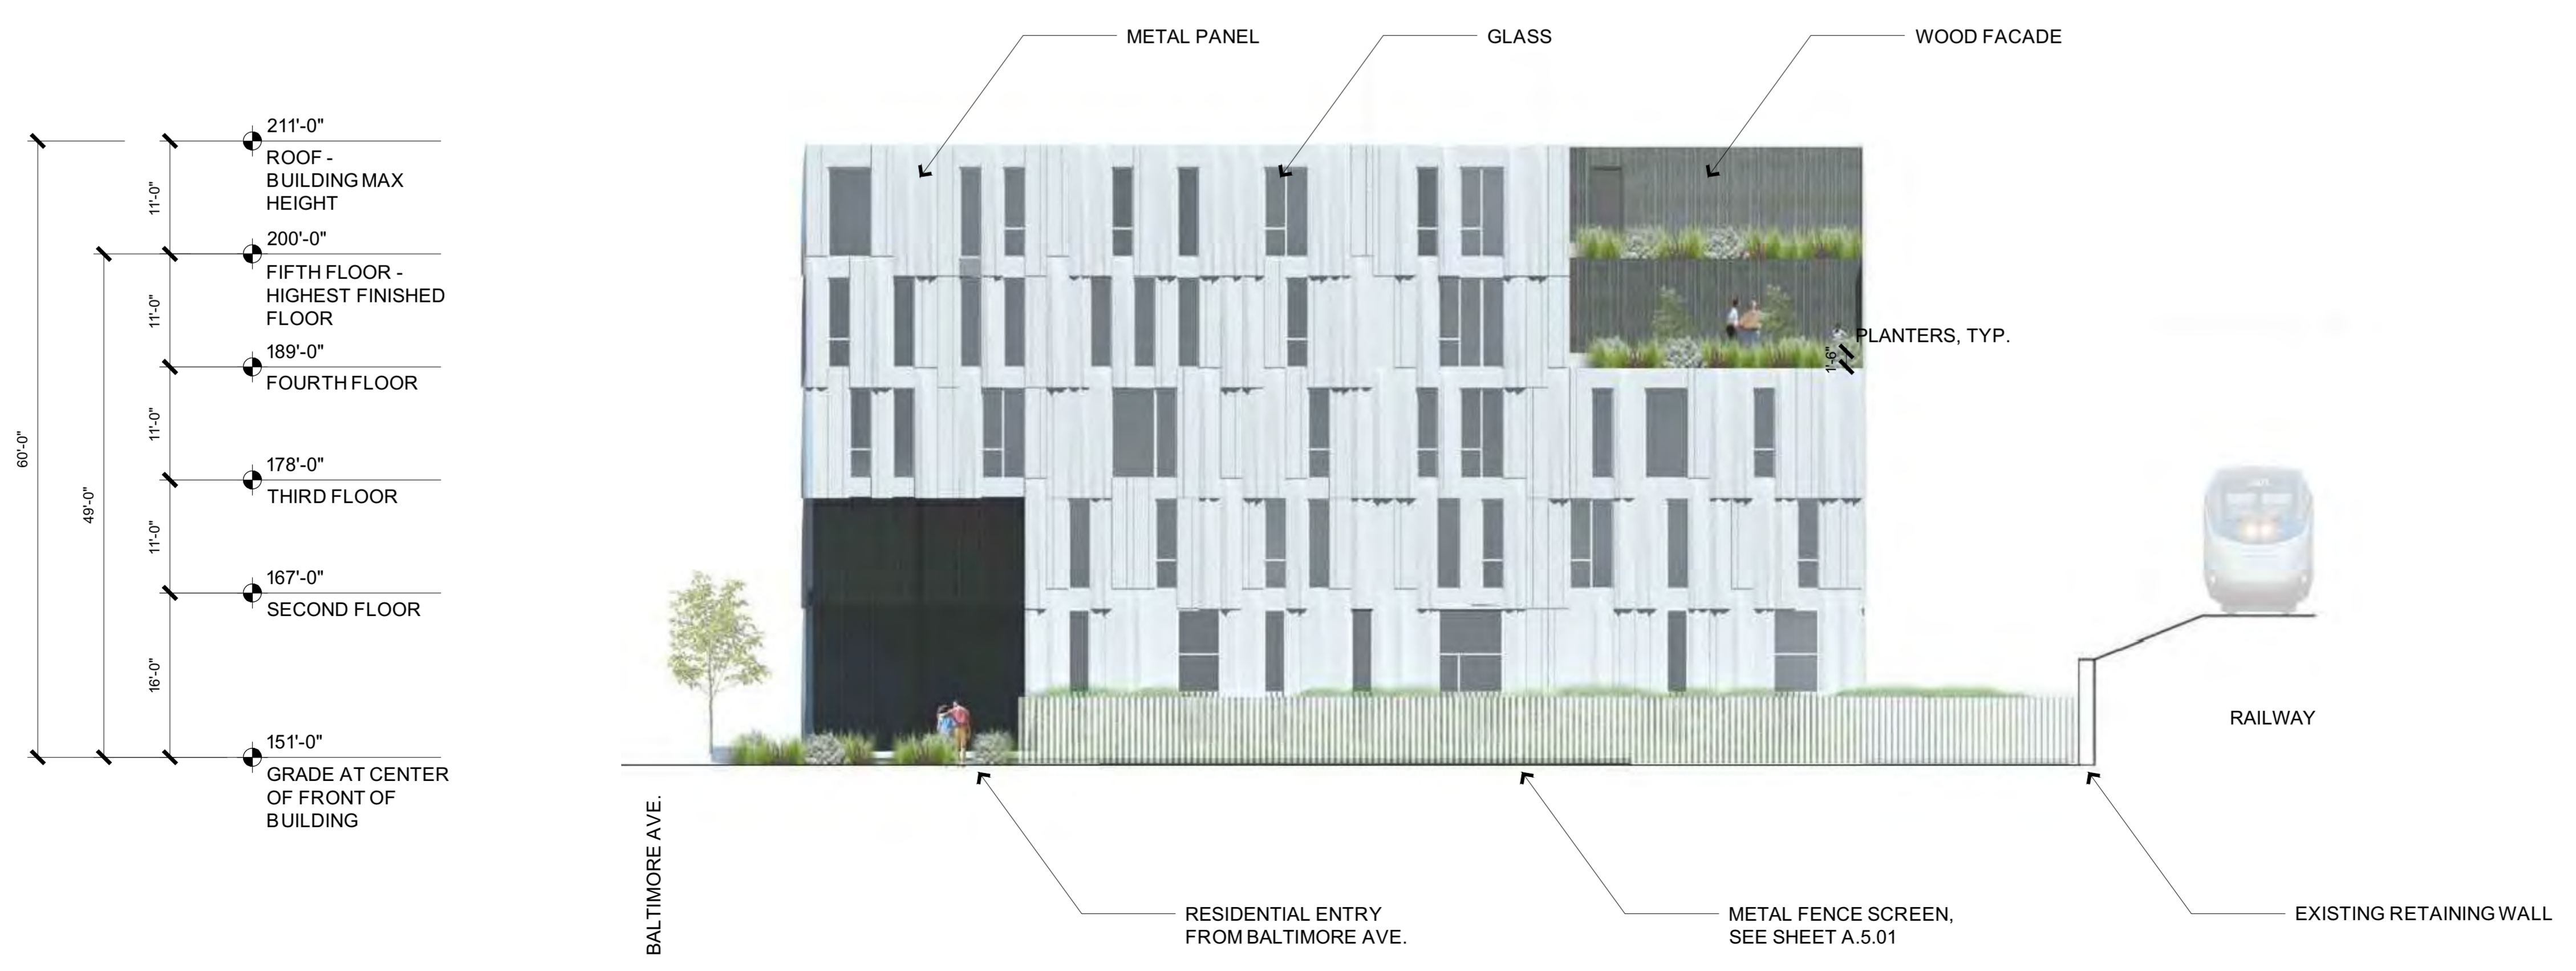 METAL PANEL
GLASS
WOOD FACADE
211'-0"
ROOF -
BUILDING MAX
HEIGHT
11'-0"
200'-0"
FIFTH FLOOR -
HIGHEST FINISHED
FLOOR
11'-0"
189'-0"
FOURTH FLOOR
11'-0"
178'-0"
THIRD FLOOR
11'-0"
167'-0"
SECOND FLOOR
16'-0"
151'-0"
GRADE AT CENTER
OF FRONT OF
BUILDING
60'-0"
49'-0"
PLANTERS, TYP.
1'-6"
RAILWAY
BALTIMORE AVE.
RESIDENTIAL ENTRY
FROM BALTIMORE AVE.
METAL FENCE SCREEN,
SEE SHEET A.5.01
EXISTING RETAINING WALL